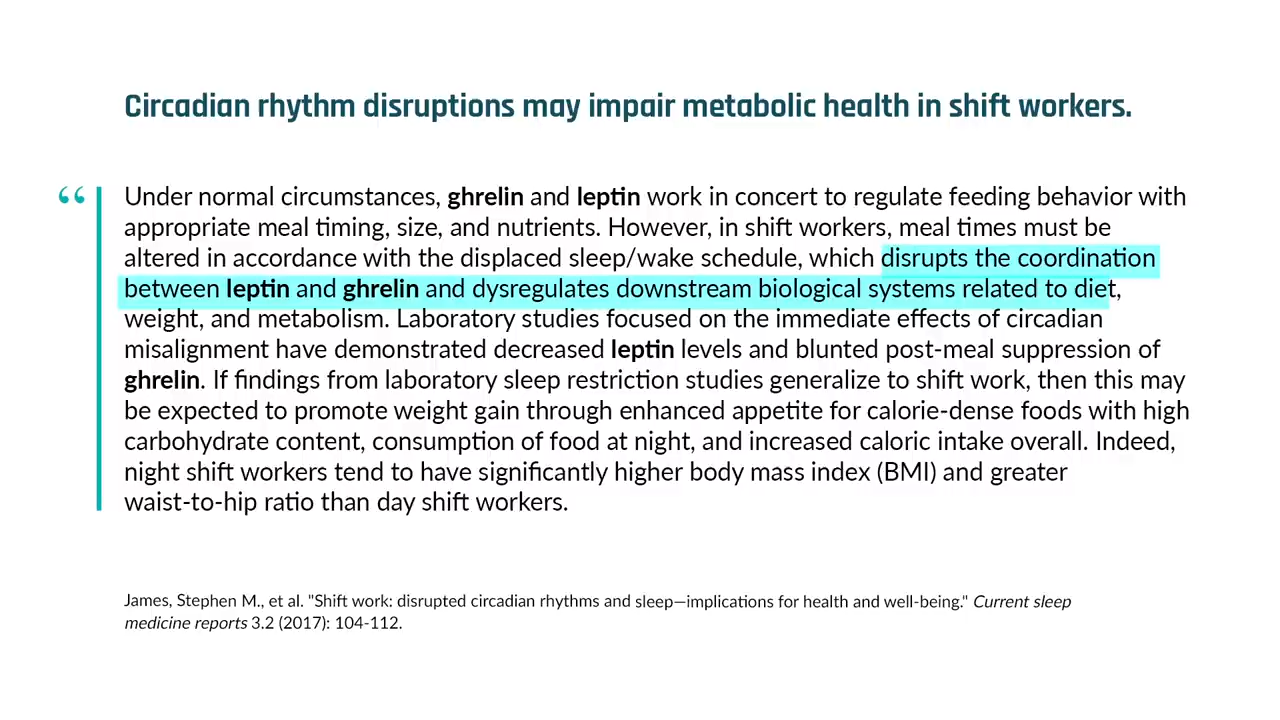 Circadian rhythm disruptions may impair metabolic health in shift workers.
“ Under normal circumstances, ghrelin and leptin work in concert to regulate feeding behavior with
appropriate meal timing, size, and nutrients. However, in shift workers, meal times must be
altered in accordance with the displaced sleep/wake schedule, which disrupts the coordination
between leptin and ghrelin and dysregulates downstream biological systems related to diet,
weight, and metabolism. Laboratory studies focused on the immediate effects of circadian
misalignment have demonstrated decreased leptin levels and blunted post-meal suppression of
ghrelin. If findings from laboratory sleep restriction studies generalize to shift work, then this may
be expected to promote weight gain through enhanced appetite for calorie-dense foods with high
carbohydrate content, consumption of food at night, and increased caloric intake overall. Indeed,
night shift workers tend to have significantly higher body mass index (BMI) and greater
waist-to-hip ratio than day shift workers.
James, Stephen M., et al. "Shift work: disrupted circadian rhythms and sleep—implications for health and well-being." Current sleep
medicine reports 3.2 (2017): 104-112.